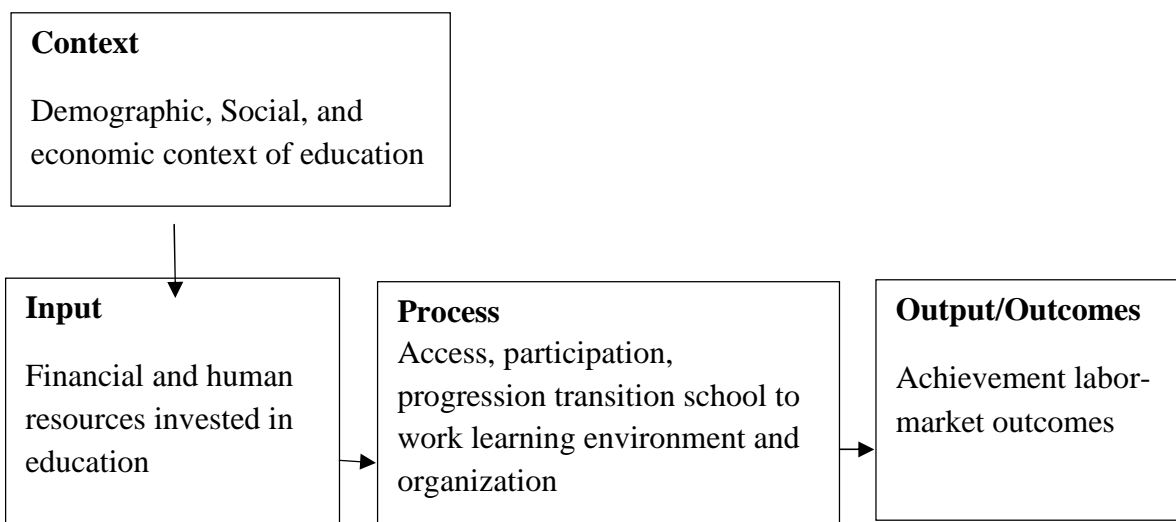 Context
Demographic, Social, and
economic context of education
Input
Financial and human
resources invested in
education
Process
Access, participation,
progression transition school to
work learning environment and
organization
Output/Outcomes
Achievement labor-
market outcomes